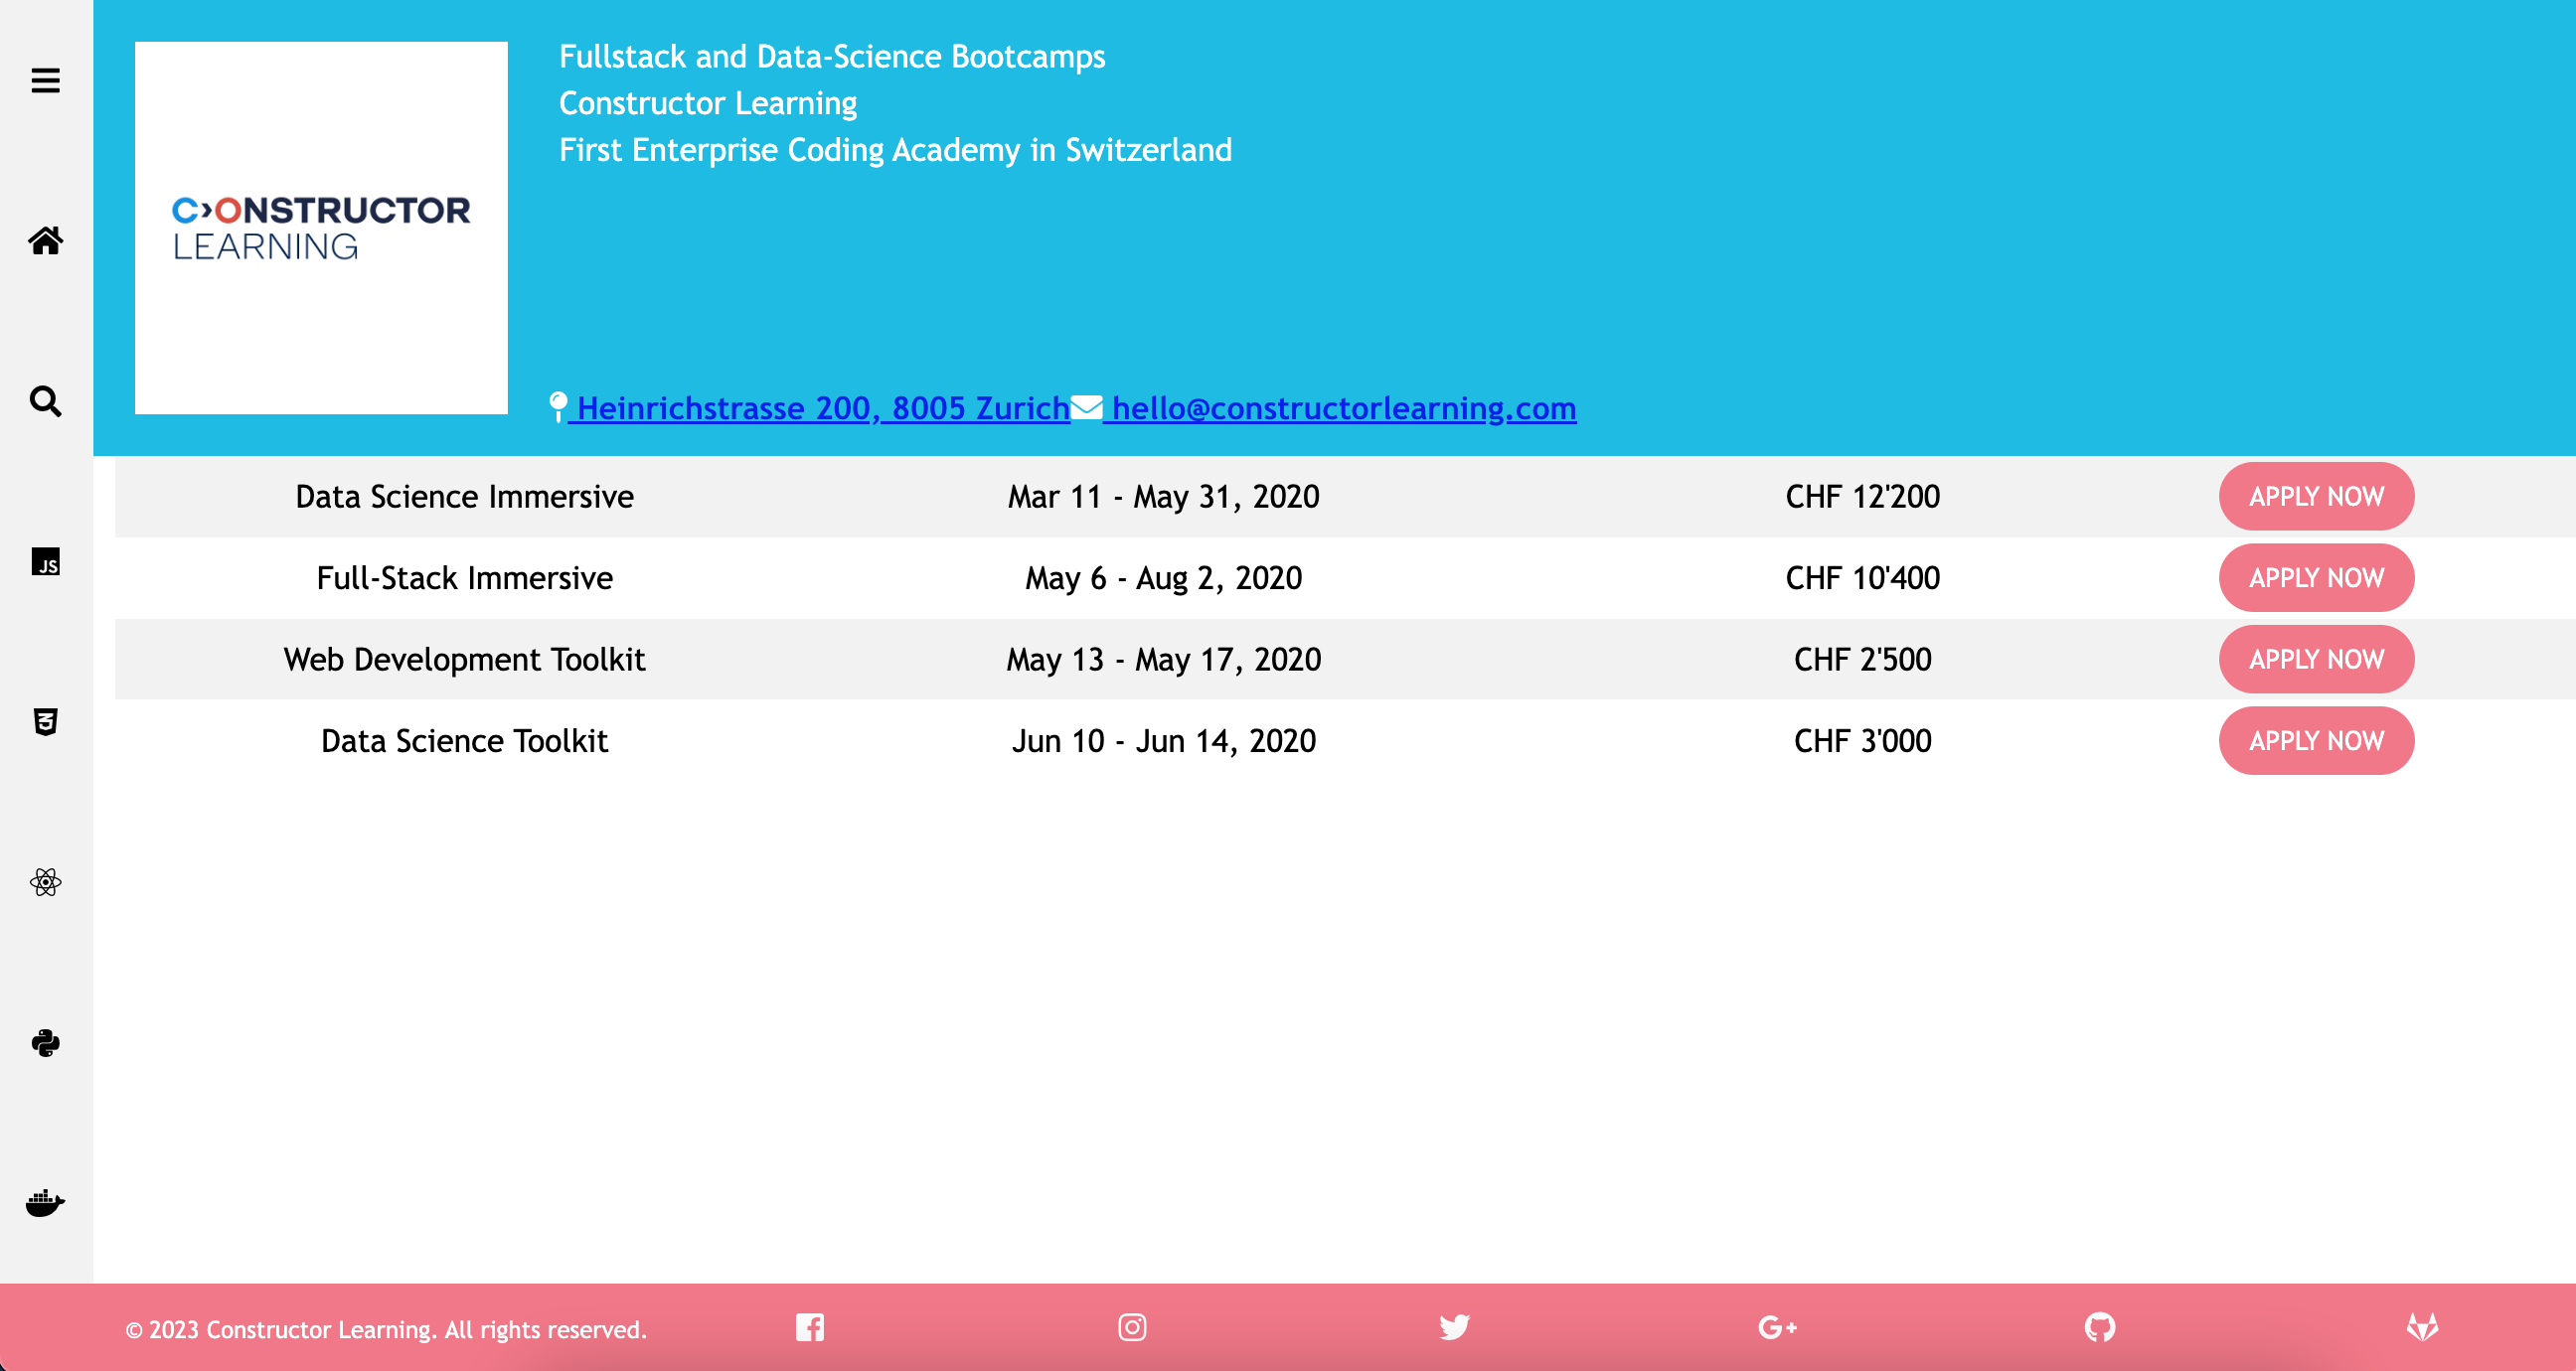 Fullstack and Data-Science Bootcamps
Constructor Learning
First Enterprise Coding Academy in Switzerland
CONSTRUCTOR
LEARNING
Heinrichstrasse 200, 8005 Zurich hello@constructorlearning.com
Data Science Immersive Mar 11 - May 31, 2020 CHF 12'200 APPLY NOW
Full-Stack Immersive May 6 - Aug 2, 2020 CHF 10'400 APPLY NOW
JS
Web Development Toolkit May 13 - May 17, 2020 CHF 2'500 APPLY NOW
Data Science Toolkit Jun 10 - Jun 14, 2020 CHF 3'000 APPLY NOW
© 2023 Constructor Learning. All rights reserved. G+